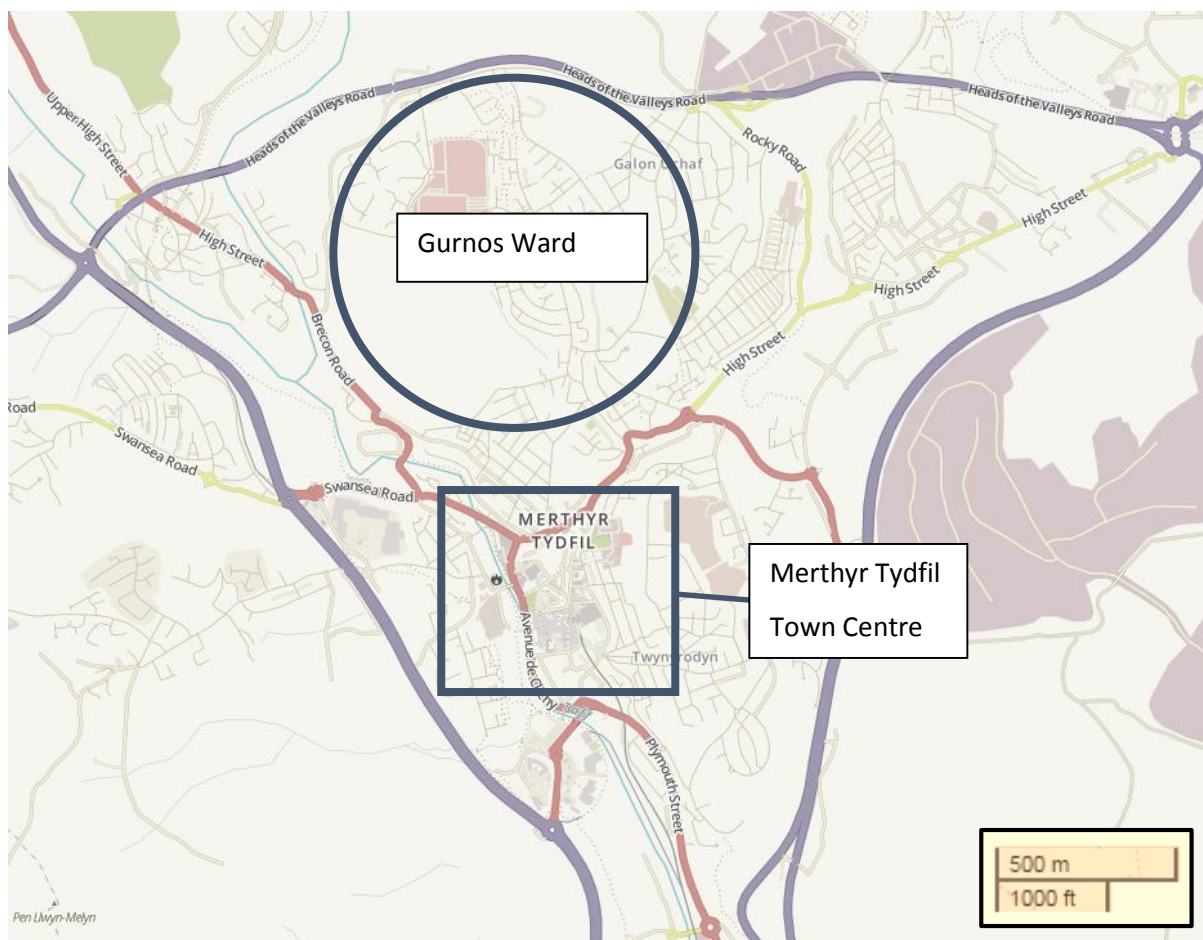 Heads of the Valleys Road
Heads of the Valleys Road
Heads of the Valleys Road
Upper High Street
Rocky Road
Galon Uchaf
Gurnos Ward
High Street
High Street
High Street
Brecon Road
Road
Swansea Road
Swansea Road
MERTHYR
TYDFIL
Merthyr Tydfil
Town Centre
Avenue de Clichy
Twynyrodyn
Taff
Plymouth Street
500 m
1000 ft
Pen Llwyn-Melyn